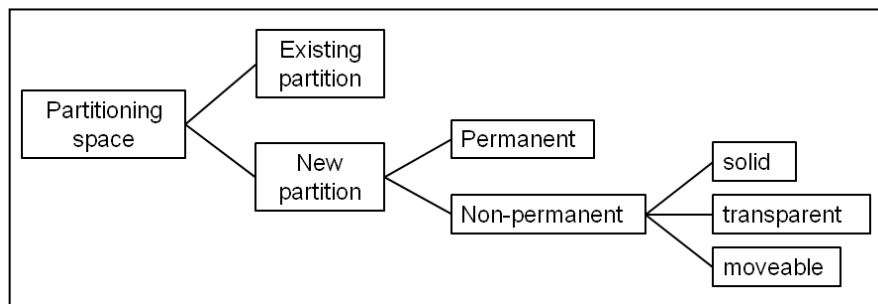 Existing
partition
Partitioning
space
New
partition
Permanent
Non-permanent
solid
transparent
moveable